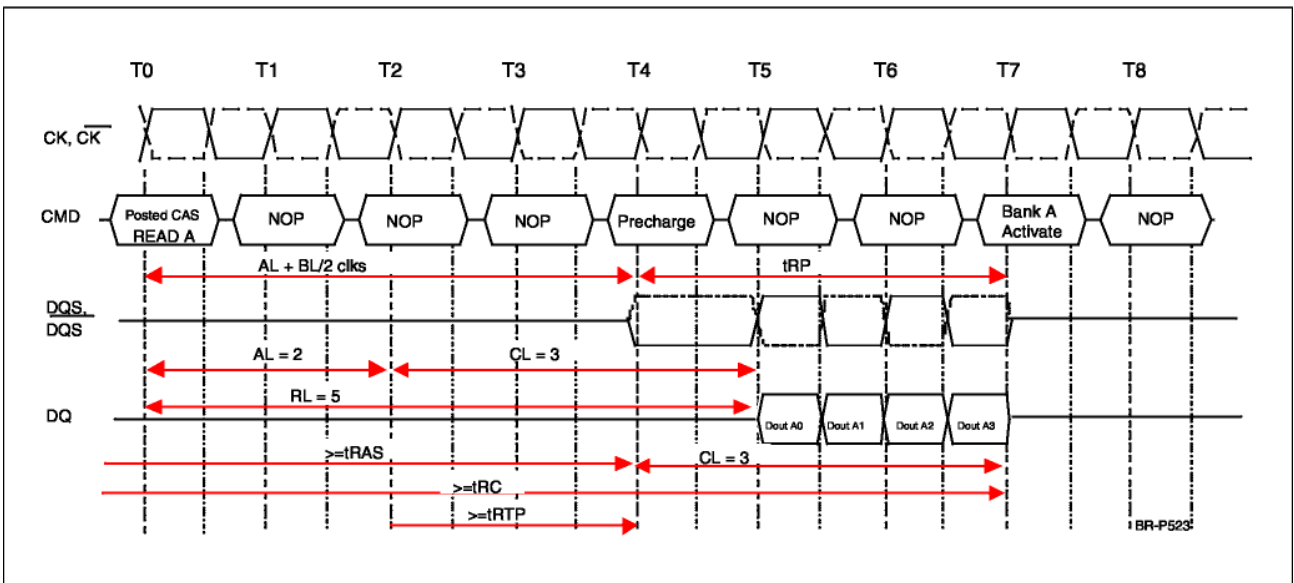 T0 T1 T2 T3 T4 T5 T6 T7 T8
CK, CK
CMD
Posted CAS
READ A
NOP
NOP
NOP
Precharge
NOP
NOP
Bank A
Activate
NOP
AL + BL/2 clks
tRP
DQS,
DQS
AL = 2
CL = 3
RL = 5
DQ
Dout A0
Dout A1
Dout A2
Dout A3
>=tRAS
CL = 3
>=tRC
>=tRTP
BR-P523